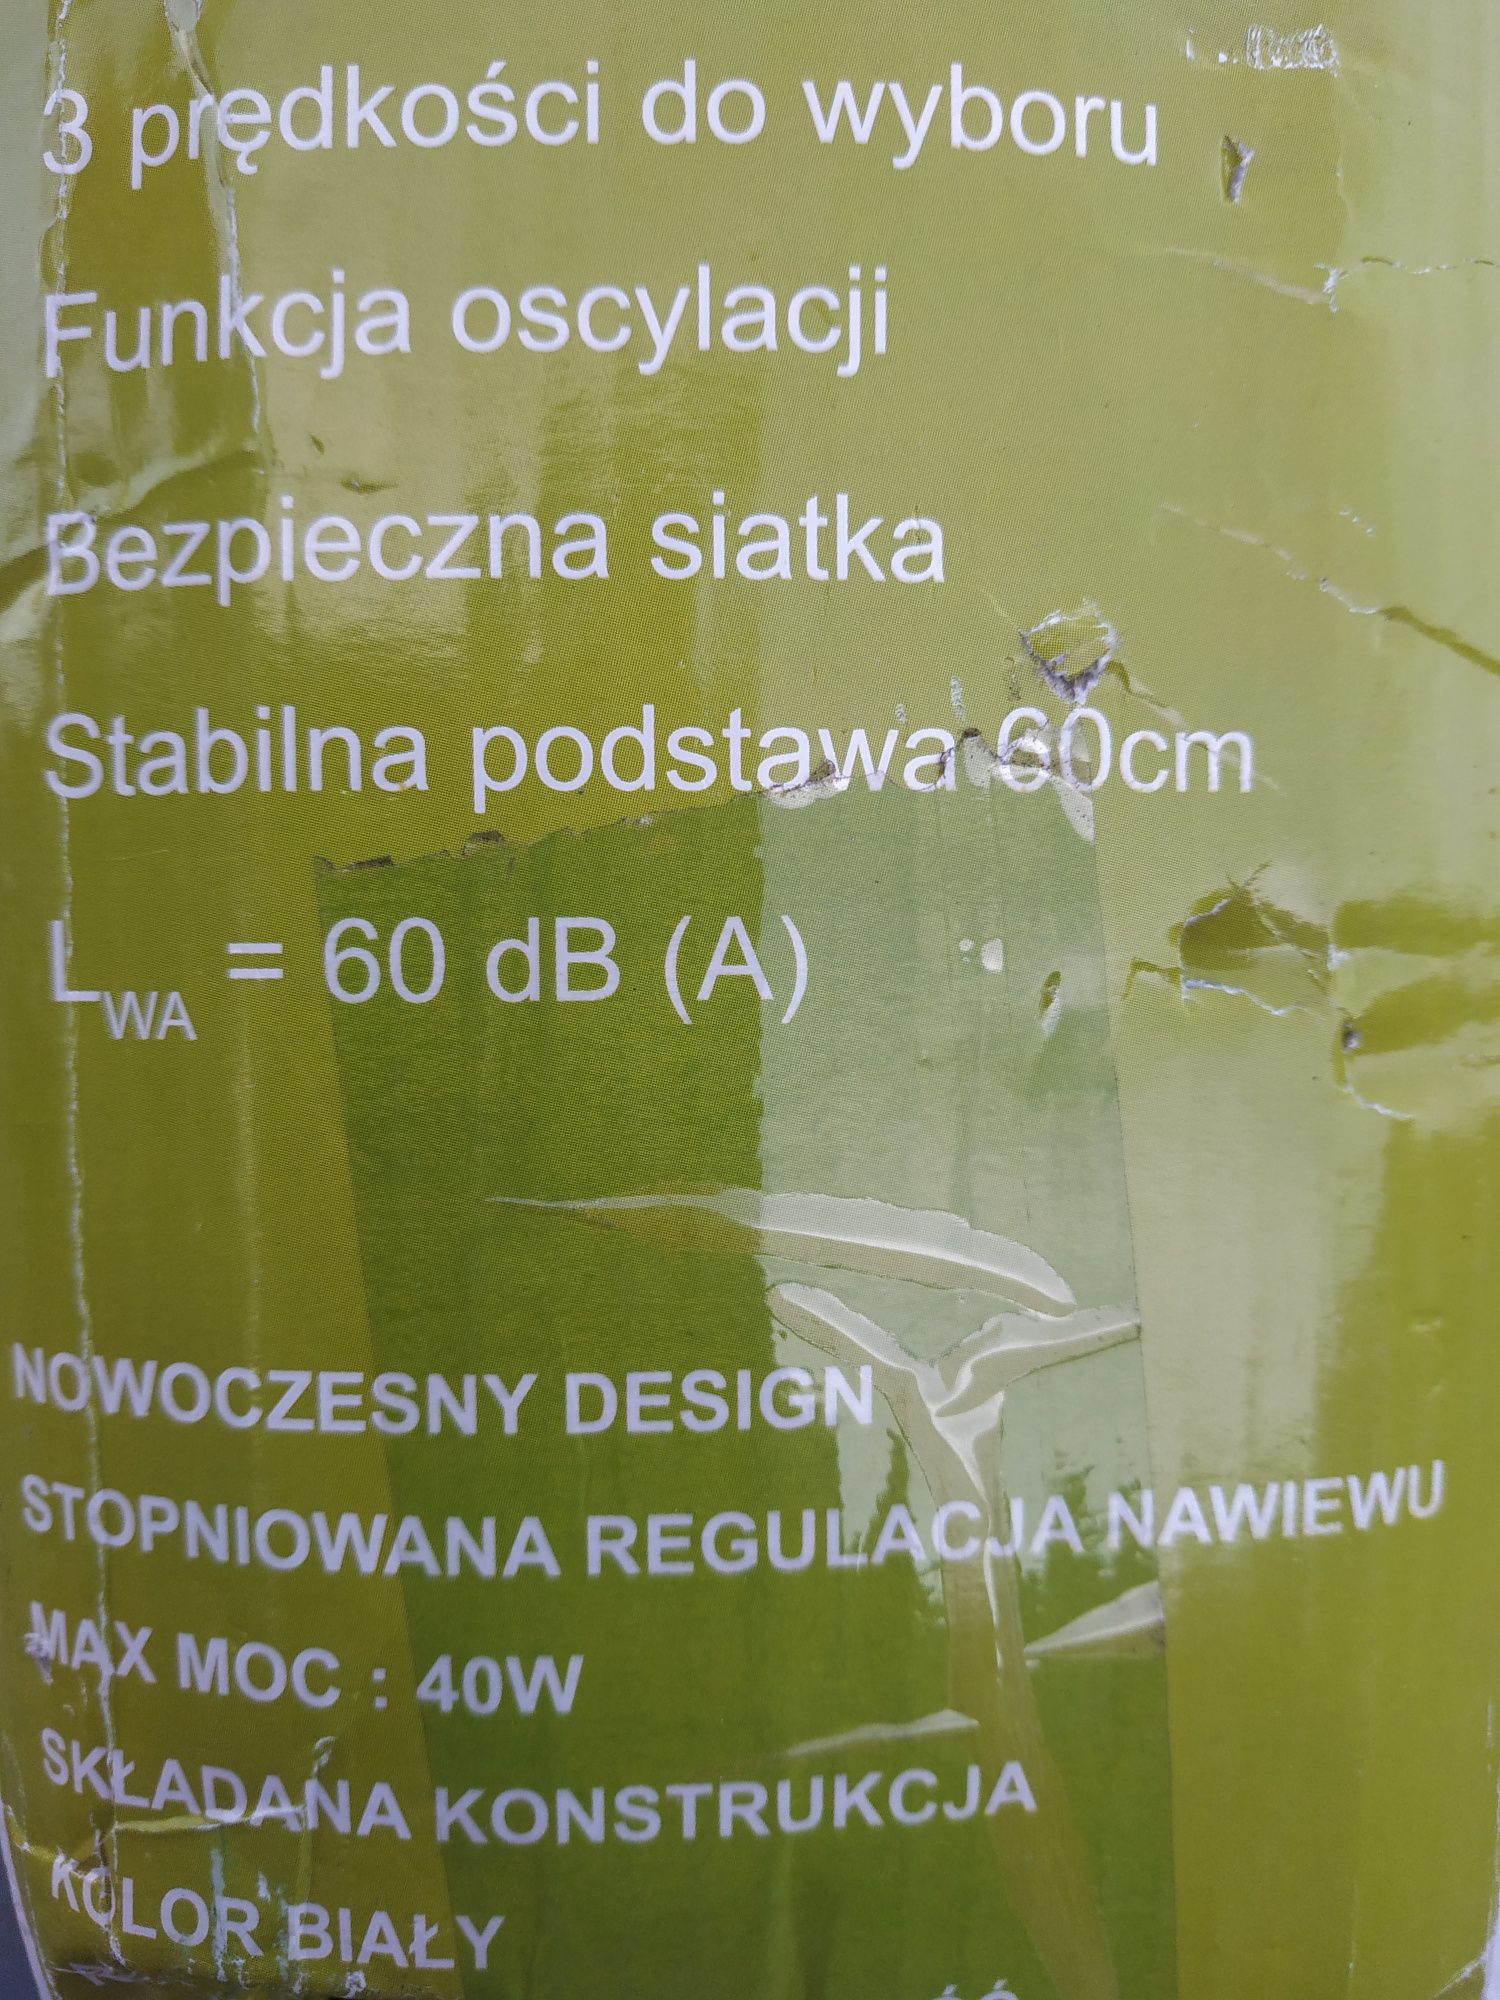 3 prędkości do wyboru
Funkcja oscylacji
Bezpieczna siatka
Stabilna podstawa 60cm
LWA = 60 dB (A)
NOWOCZESNY DESIGN
STOPNIOWANA REGULACJA NAWIEWU
MAX MOC : 40W
SKŁADANA KONSTRUKCJA
KOLOR BIAŁY